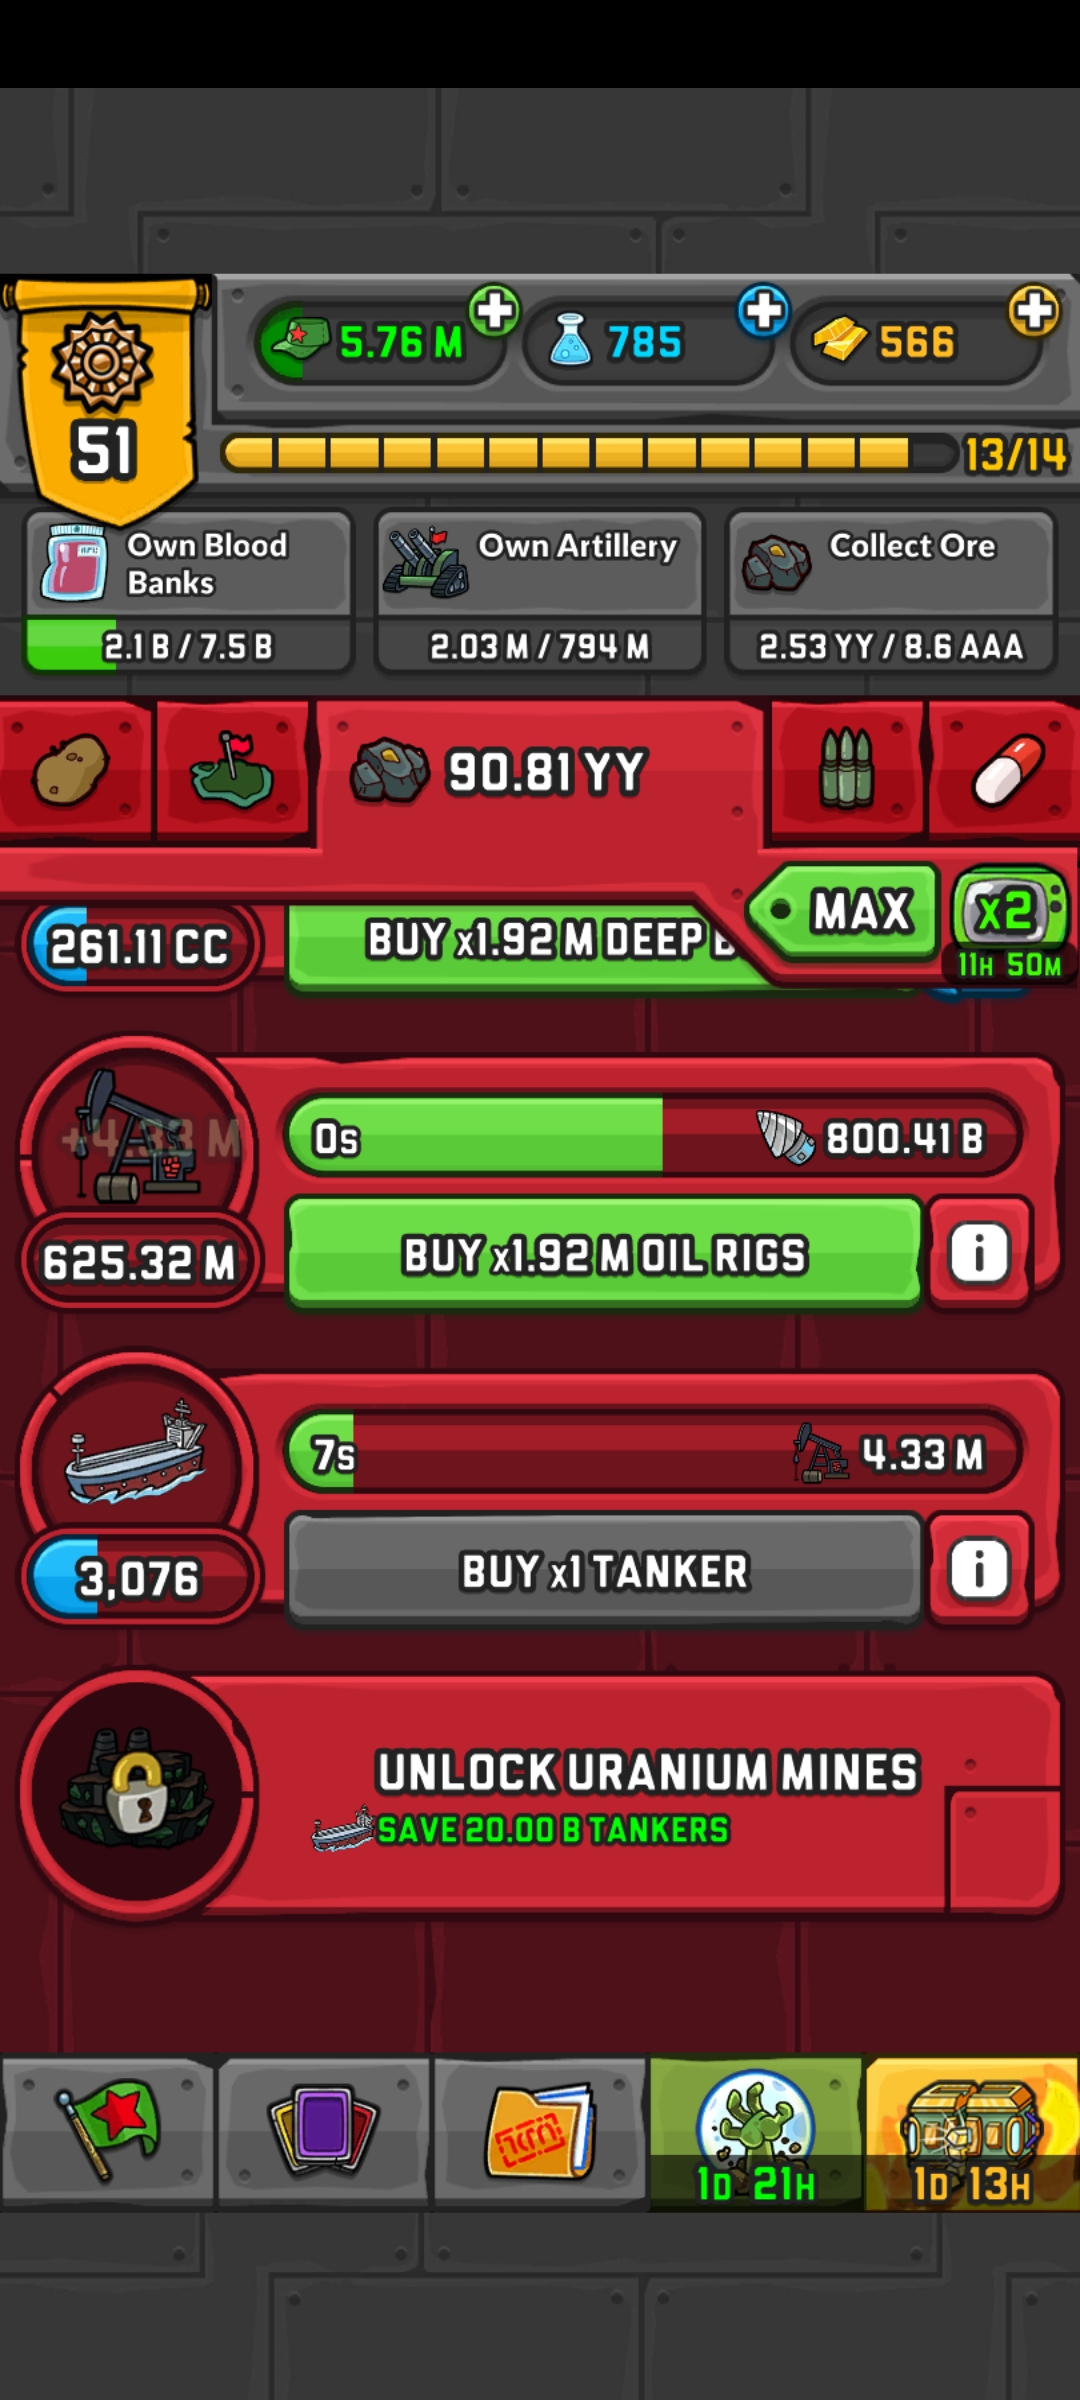 5.76 M
785
566
51
13/14
Own Blood
Banks
2.1 B / 7.5 B
Own Artillery
2.03 M / 794 M
Collect Ore
2.53 YY / 8.6 AAA
90.81 YY
MAX
x2
11H 50M
261.11 CC
BUY x1.92 M DEEP
+4.33 M
0s
800.41 B
625.32 M
BUY x1.92 M OIL RIGS
i
7s
4.33 M
3,076
BUY x1 TANKER
i
UNLOCK URANIUM MINES
SAVE 20.00 B TANKERS
1D 21H
1D 13H